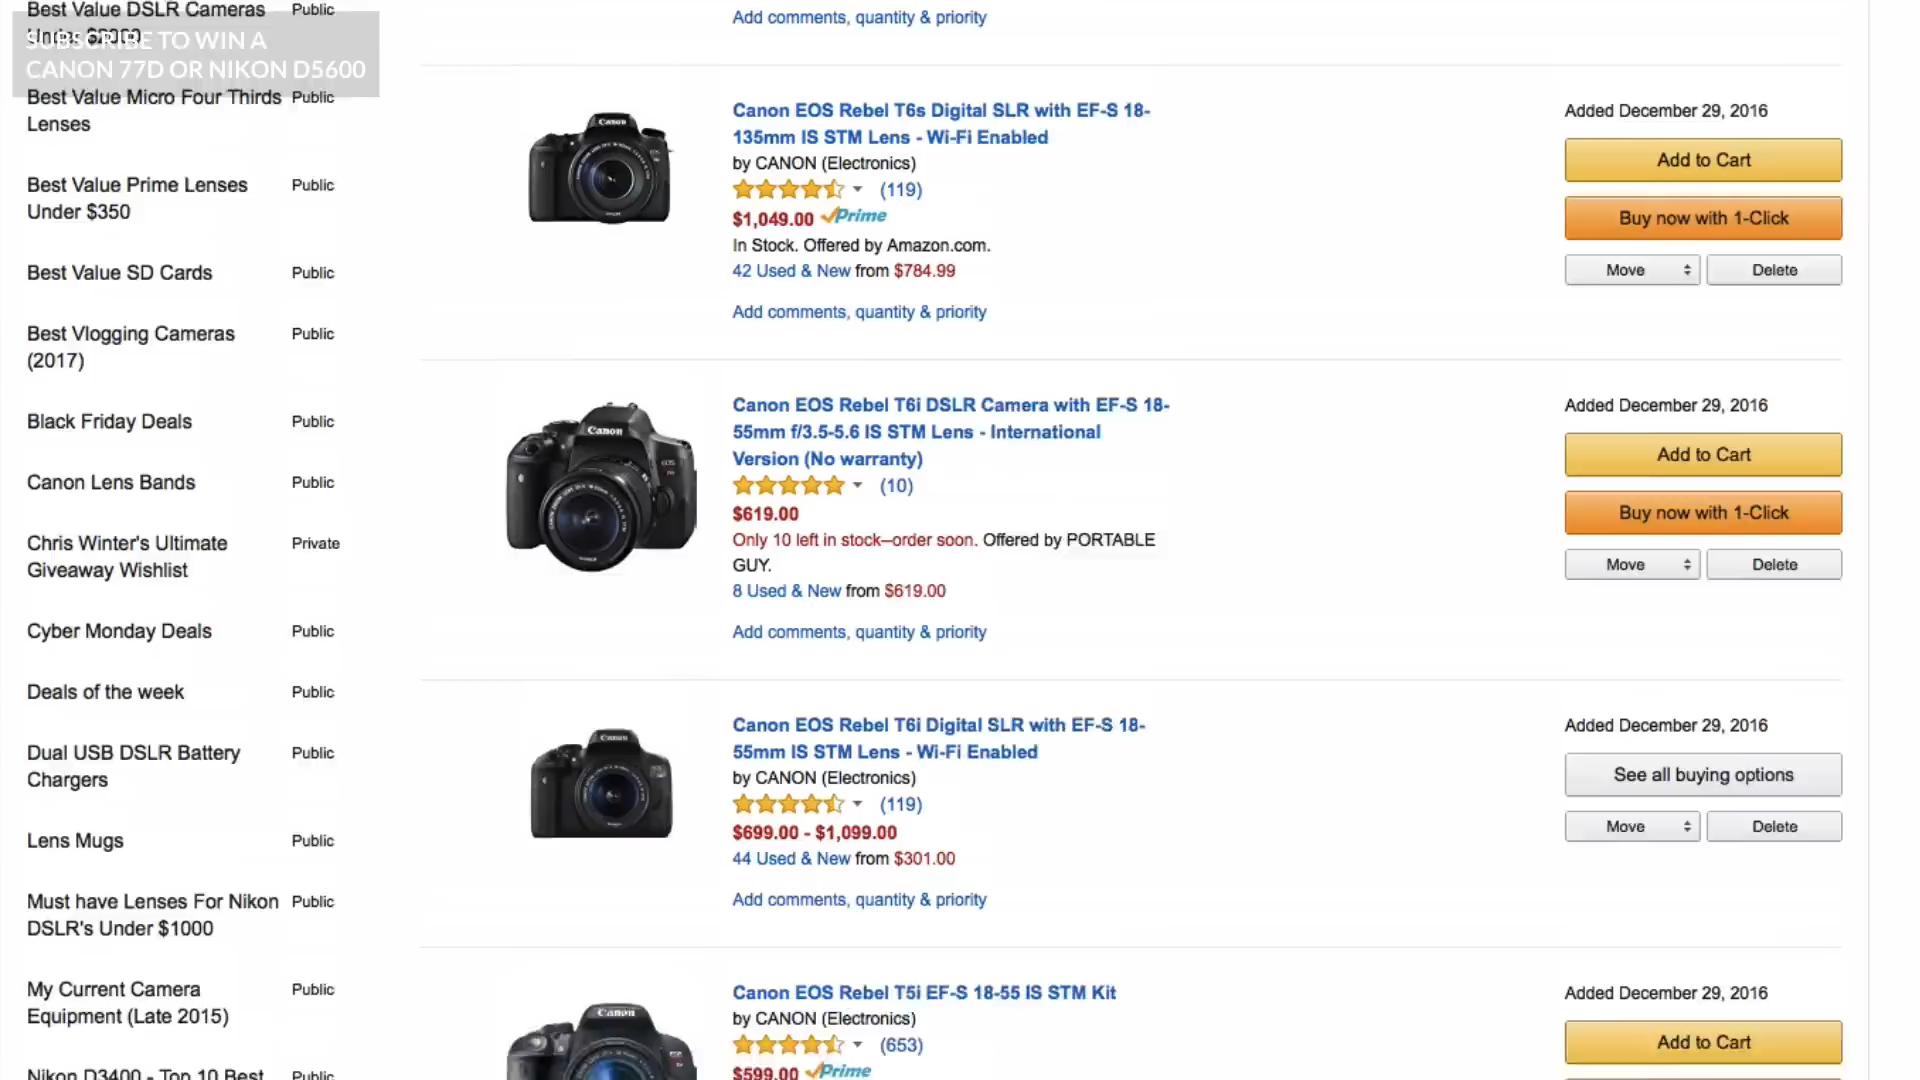 Best Value DSLR Cameras Public
Under $2000
SUBSCRIBE TO WIN A
CANON 77D OR NIKON D5600
Best Value Micro Four Thirds Public
Lenses
Best Value Prime Lenses Public
Under $350
Best Value SD Cards Public
Best Vlogging Cameras Public
(2017)
Black Friday Deals Public
Canon Lens Bands Public
Chris Winter's Ultimate Private
Giveaway Wishlist
Cyber Monday Deals Public
Deals of the week Public
Dual USB DSLR Battery Public
Chargers
Lens Mugs Public
Must have Lenses For Nikon Public
DSLR's Under $1000
My Current Camera Public
Equipment (Late 2015)
Nikon D3400 - Top 10 Best Public
Add comments, quantity & priority
Canon
Canon EOS Rebel T6s Digital SLR with EF-S 18-
135mm IS STM Lens - Wi-Fi Enabled
by CANON (Electronics)
(119)
$1,049.00 Prime
In Stock. Offered by Amazon.com.
42 Used & New from $784.99
Add comments, quantity & priority
Added December 29, 2016
Add to Cart
Buy now with 1-Click
Move Delete
Canon
Canon EOS Rebel T6i DSLR Camera with EF-S 18-
55mm f/3.5-5.6 IS STM Lens - International
Version (No warranty)
(10)
$619.00
Only 10 left in stock–order soon. Offered by PORTABLE
GUY.
8 Used & New from $619.00
Add comments, quantity & priority
Added December 29, 2016
Add to Cart
Buy now with 1-Click
Move Delete
Canon
Canon EOS Rebel T6i Digital SLR with EF-S 18-
55mm IS STM Lens - Wi-Fi Enabled
by CANON (Electronics)
(119)
$699.00 - $1,099.00
44 Used & New from $301.00
Add comments, quantity & priority
Added December 29, 2016
See all buying options
Move Delete
Canon
Canon EOS Rebel T5i EF-S 18-55 IS STM Kit
by CANON (Electronics)
(653)
$599.00 Prime
Added December 29, 2016
Add to Cart